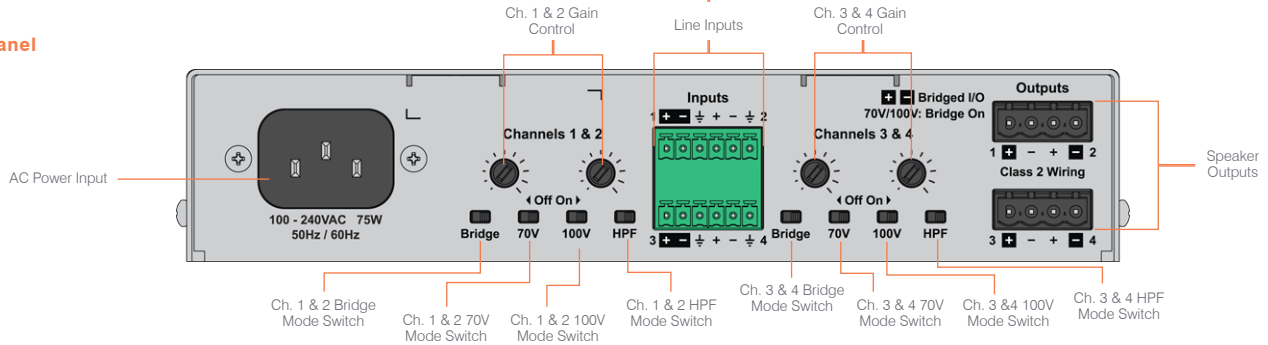 anel
Ch. 1 & 2 Gain
Control
Line Inputs
Ch. 3 & 4 Gain
Control
AC Power Input
100 - 240VAC 75W
50Hz / 60Hz
Channels 1 & 2
Off On
Bridge 70V 100V HPF
Inputs
1 + - ⏚ + - ⏚ 2
3 + - ⏚ + - ⏚ 4
+ - Bridged I/O
70V/100V: Bridge On
Channels 3 & 4
Off On
Bridge 70V 100V HPF
Outputs
1 + - + - 2
Class 2 Wiring
3 + - + - 4
Speaker
Outputs
Ch. 1 & 2 Bridge
Mode Switch
Ch. 1 & 2 70V
Mode Switch
Ch. 1 & 2 100V
Mode Switch
Ch. 1 & 2 HPF
Mode Switch
Ch. 3 & 4 Bridge
Mode Switch
Ch. 3 & 4 70V
Mode Switch
Ch. 3 &4 100V
Mode Switch
Ch. 3 & 4 HPF
Mode Switch